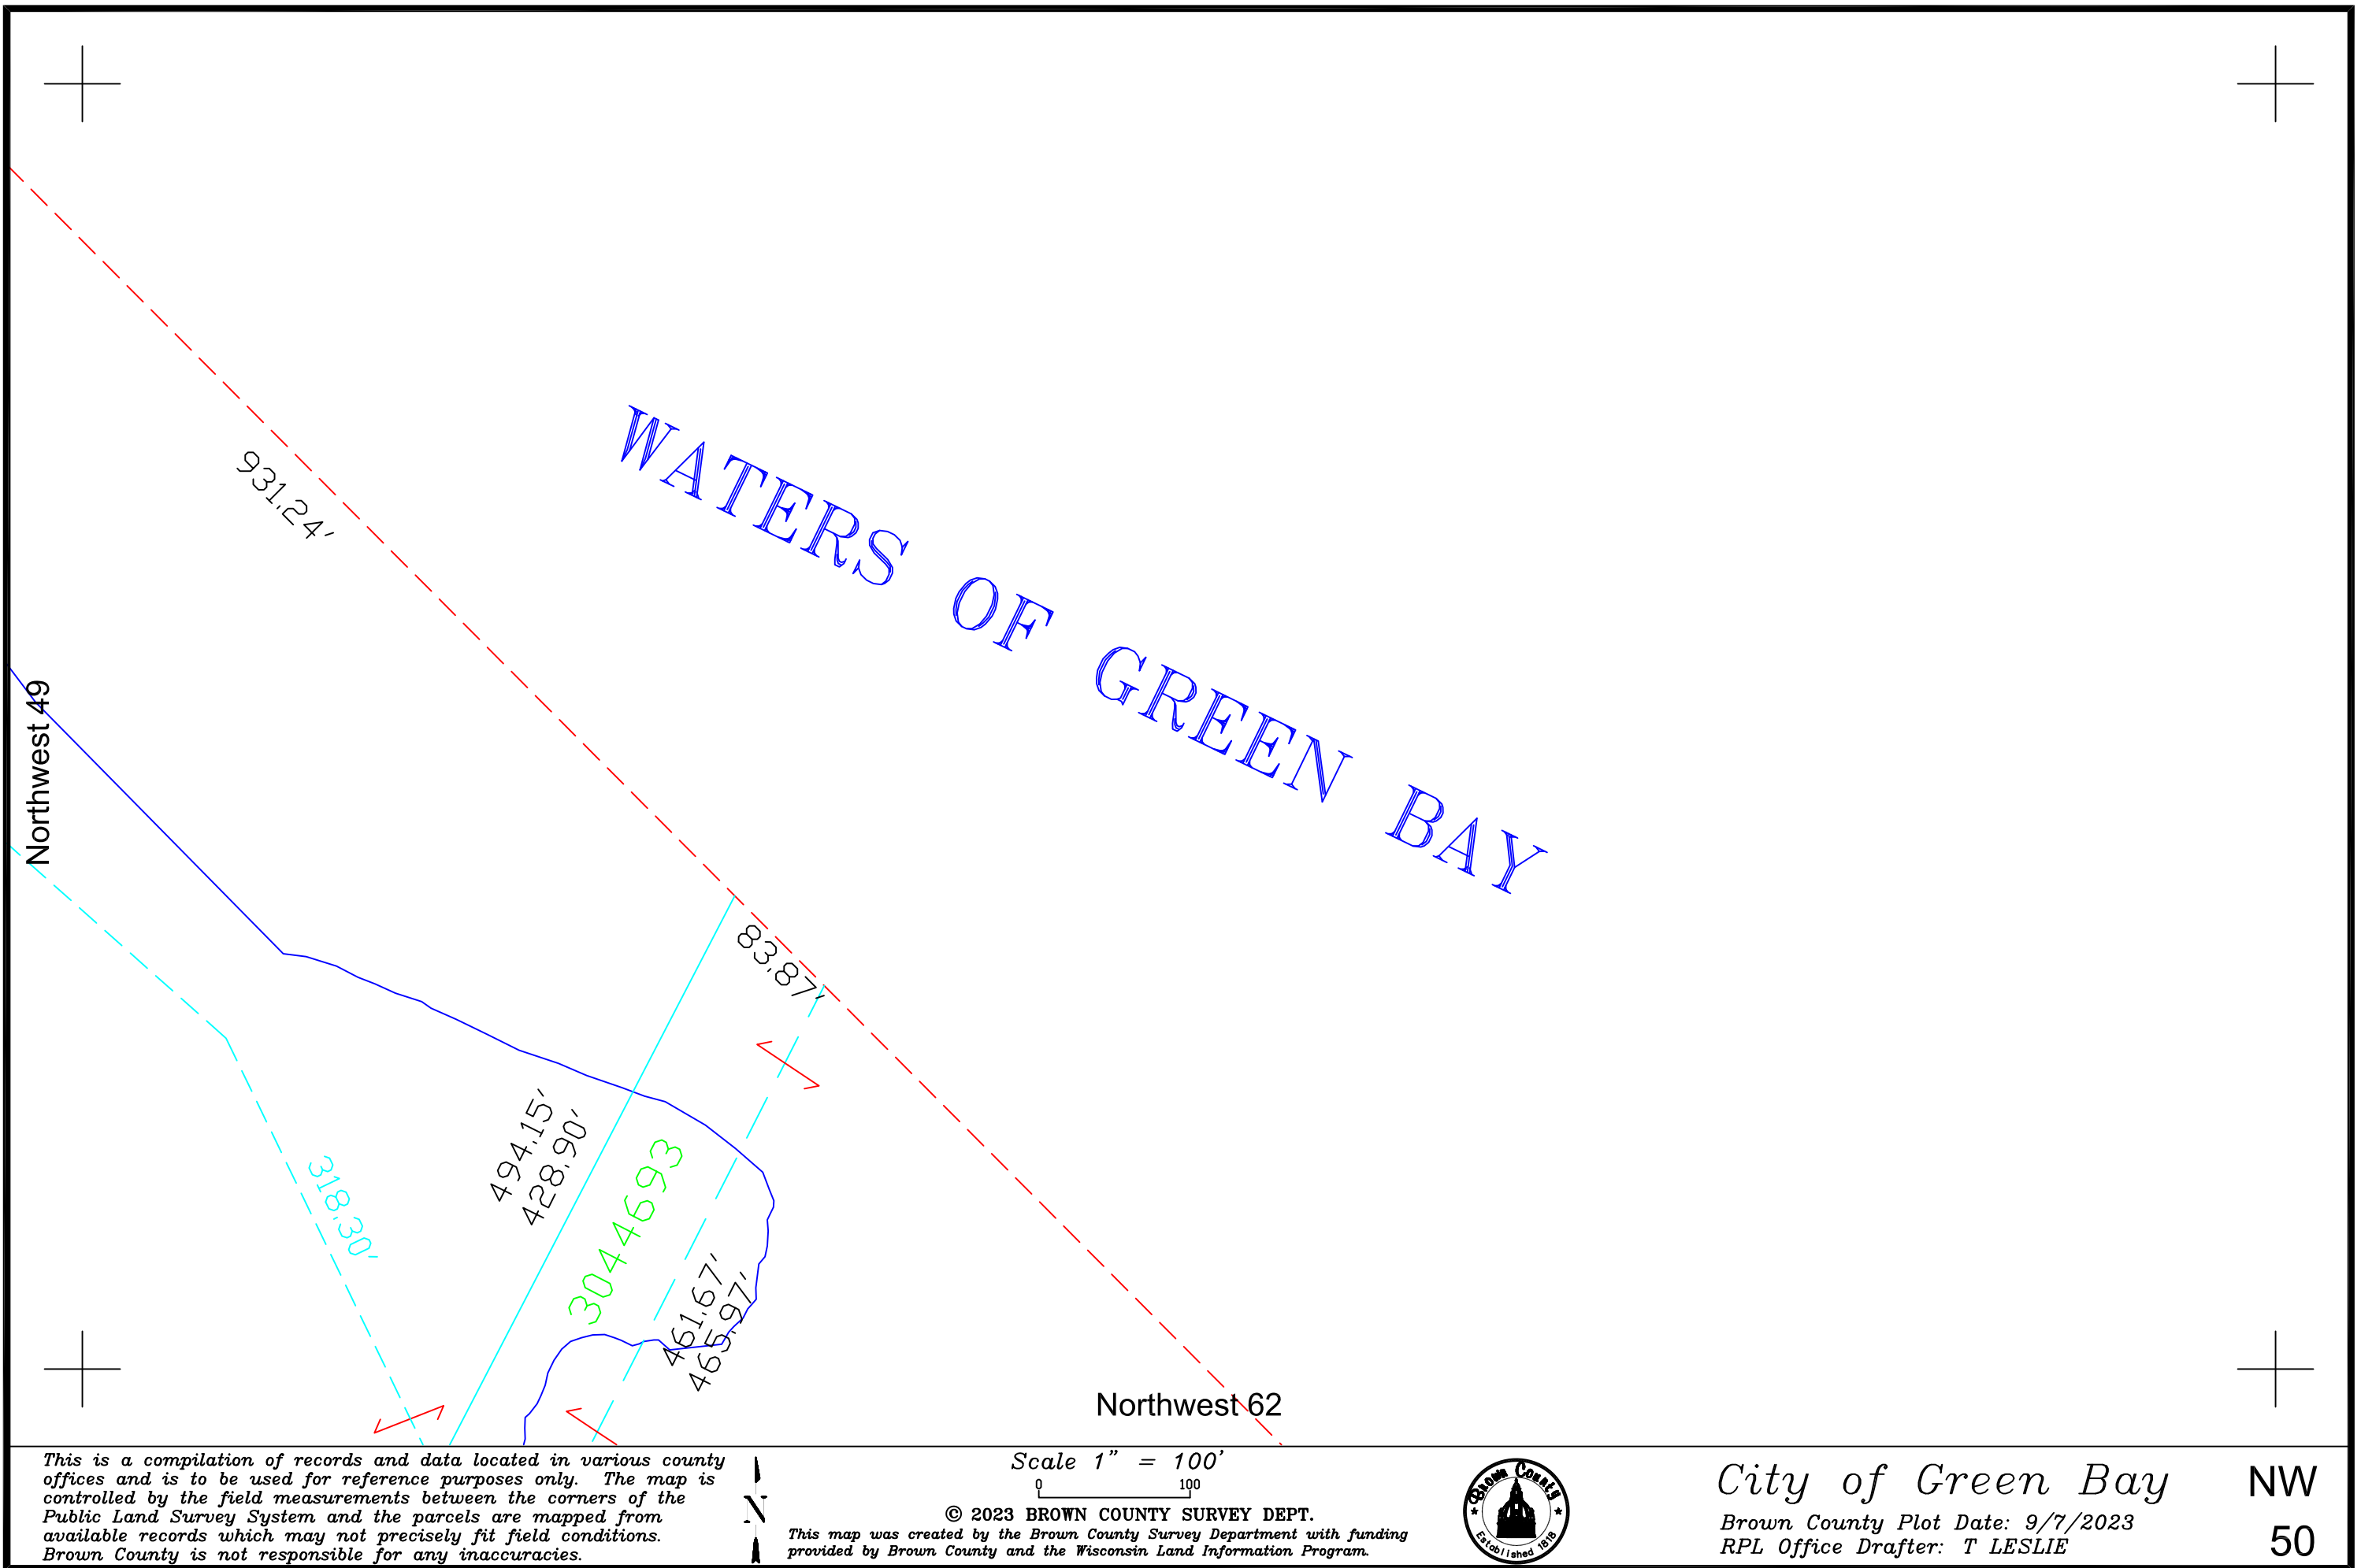 931.24'
WATERS OF GREEN BAY
Northwest 49
83.87'
494.15'
428.90'
3044693
318.30'
461.67'
465.97'
Northwest 62
This is a compilation of records and data located in various county
offices and is to be used for reference purposes only. The map is
controlled by the field measurements between the corners of the
Public Land Survey System and the parcels are mapped from
available records which may not precisely fit field conditions.
Brown County is not responsible for any inaccuracies.
N
Scale 1" = 100'
0 100
© 2023 BROWN COUNTY SURVEY DEPT.
This map was created by the Brown County Survey Department with funding
provided by Brown County and the Wisconsin Land Information Program.
Brown County
Established 1818
City of Green Bay
Brown County Plot Date: 9/7/2023
RPL Office Drafter: T LESLIE
NW
50